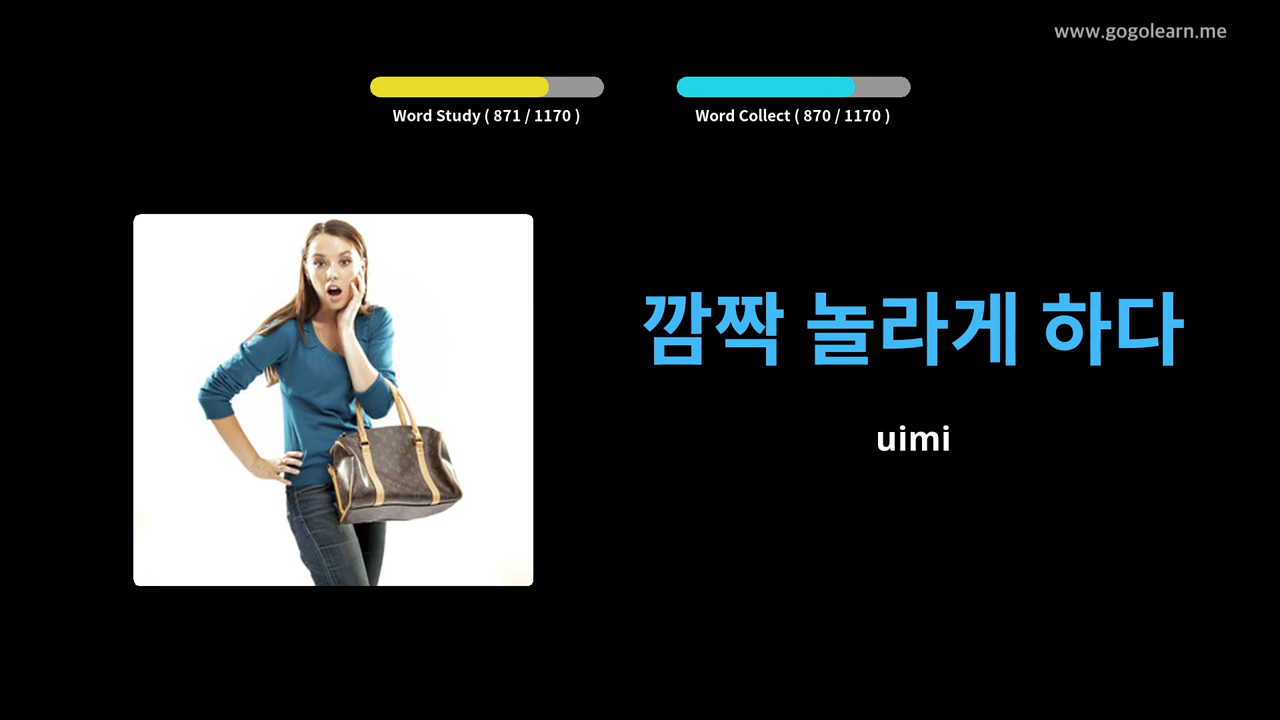 www.gogolearn.me
Word Study ( 871 / 1170 )
Word Collect ( 870 / 1170 )
깜짝 놀라게 하다
uimi